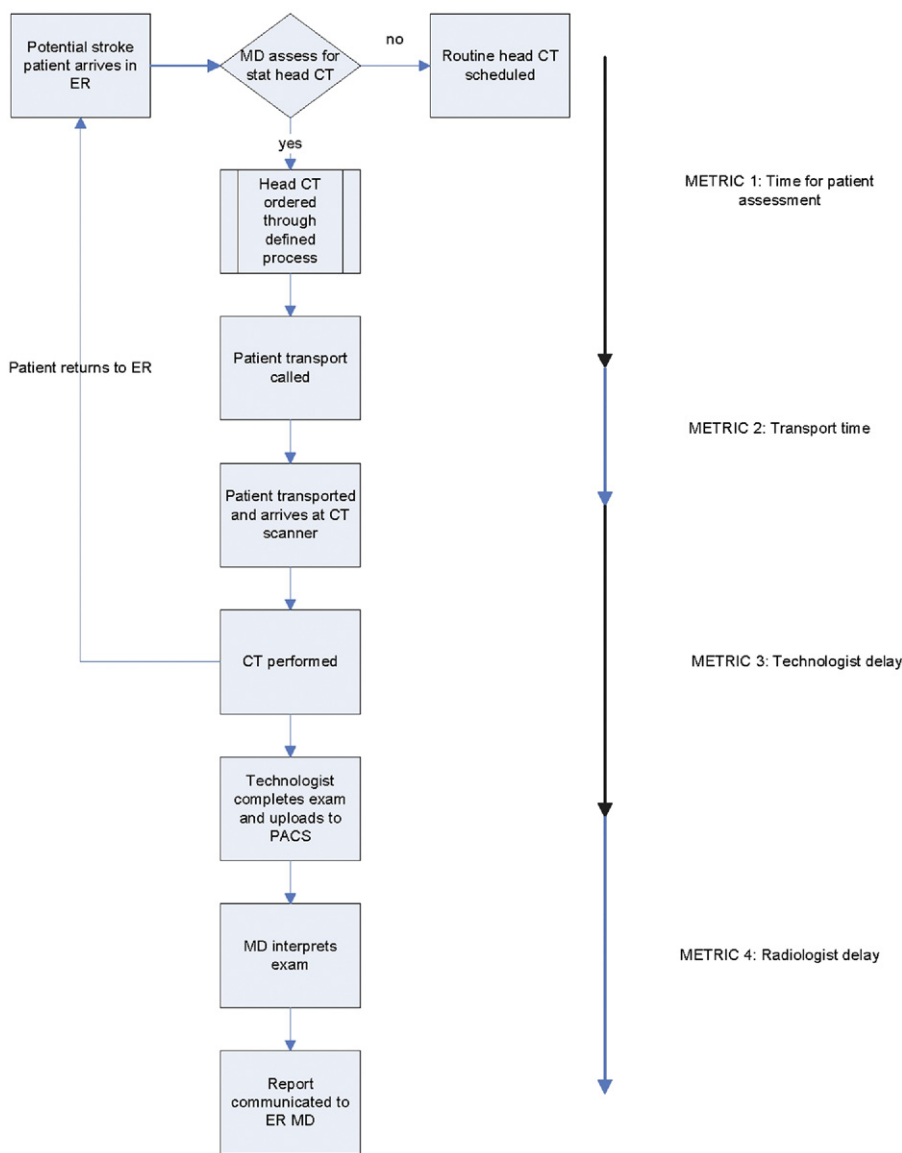 Potential stroke
patient arrives in
ER
MD assess for
stat head CT
no
Routine head CT
scheduled
yes
Head CT
ordered
through
defined
process
METRIC 1: Time for patient
assessment
Patient transport
called
Patient returns to ER
METRIC 2: Transport time
Patient transported
and arrives at CT
scanner
CT performed
METRIC 3: Technologist delay
Technologist
completes exam
and uploads to
PACS
MD interprets
exam
METRIC 4: Radiologist delay
Report
communicated to
ER MD